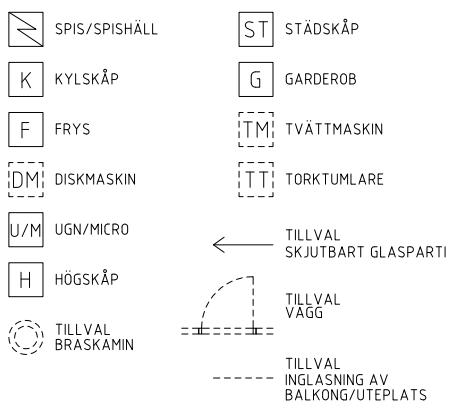 SPIS/SPISHÄLL
K KYLSKÅP
F FRYS
DM DISKMASKIN
U/M UGN/MICRO
H HÖGSKÅP
TILLVAL
BRASKAMIN
ST STÄDSKÅP
G GARDEROB
TM TVÄTTMASKIN
TT TORKTUMLARE
TILLVAL
SKJUTBART GLASPARTI
TILLVAL
VÄGG
TILLVAL
INGLASNING AV
BALKONG/UTEPLATS